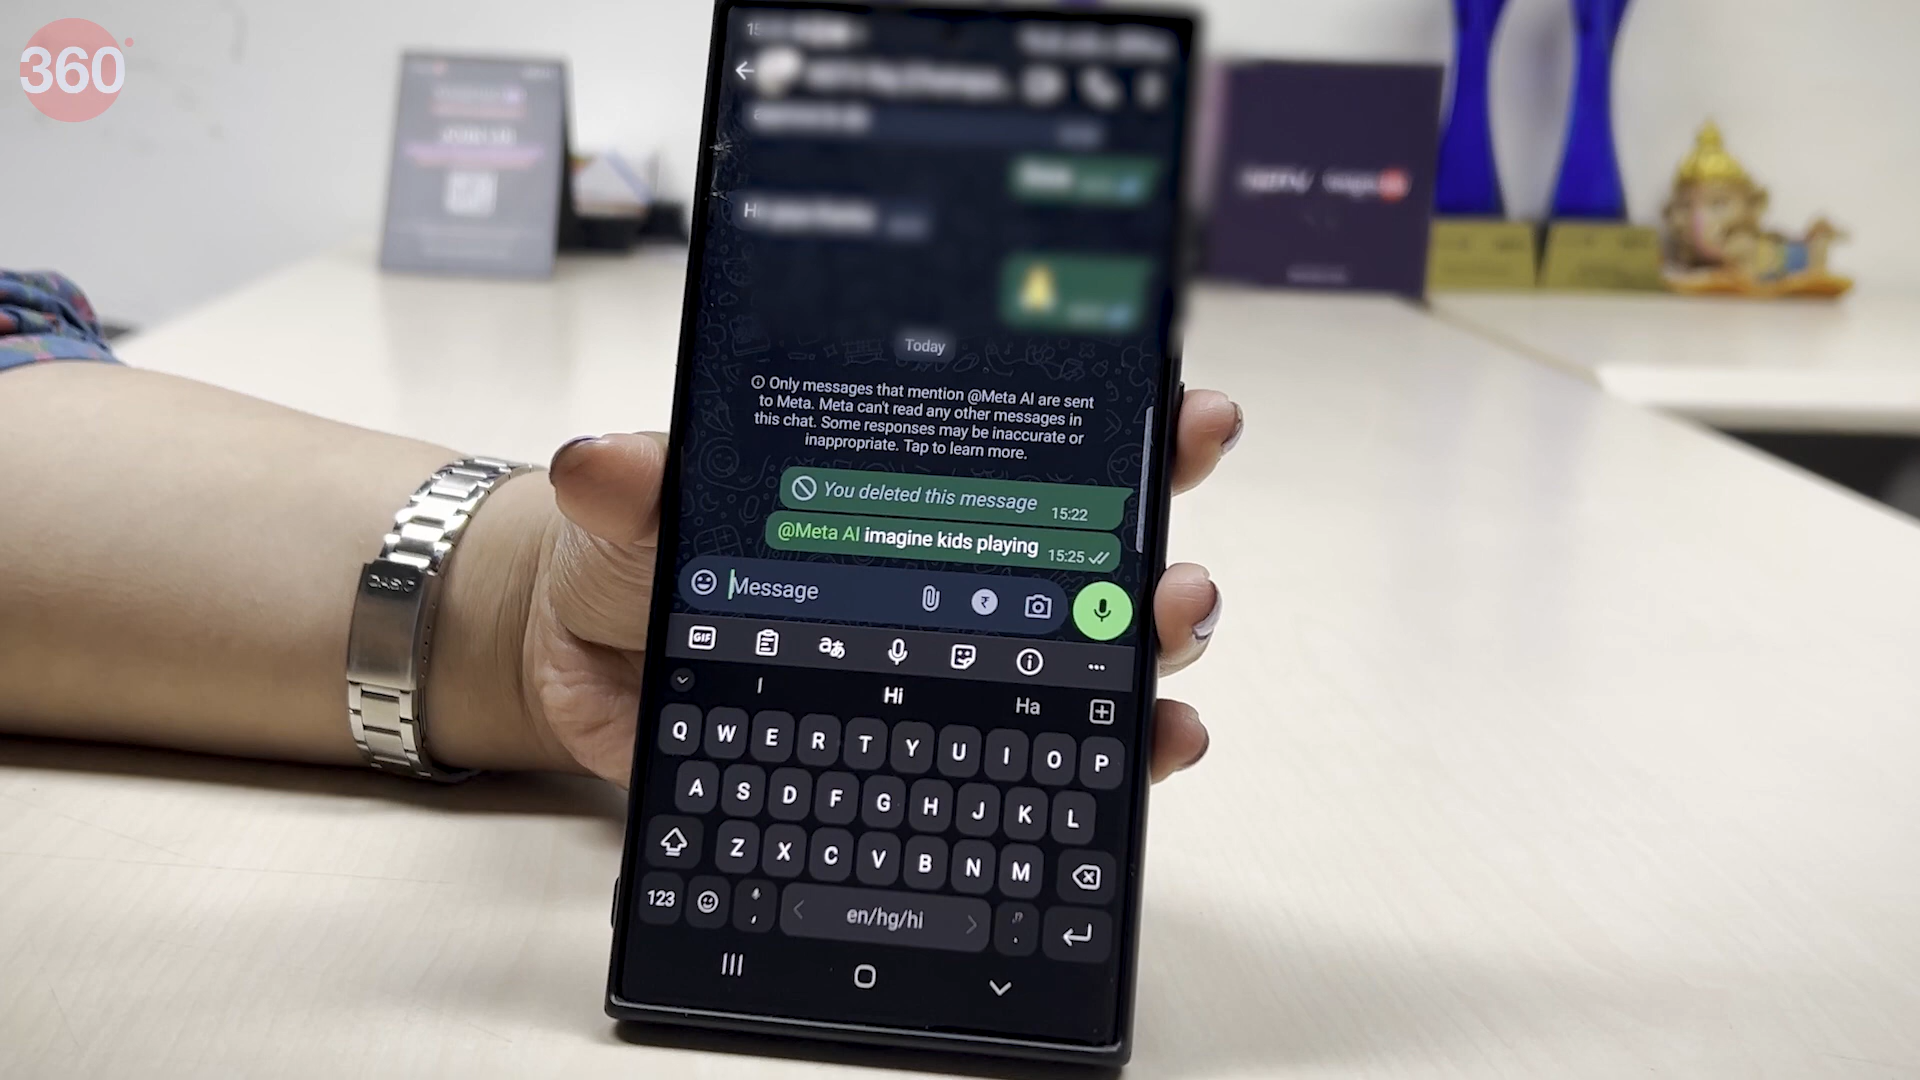 360
Today
Only messages that mention @Meta AI are sent
to Meta. Meta can't read any other messages in
this chat. Some responses may be inaccurate or
inappropriate. Tap to learn more.
You deleted this message 15:22
@Meta AI imagine kids playing 15:25
Message
GIF
I Hi Ha
Q W E R T Y U I O P
A S D F G H J K L
Z X C V B N M
123 , en/hg/hi .
CASIO